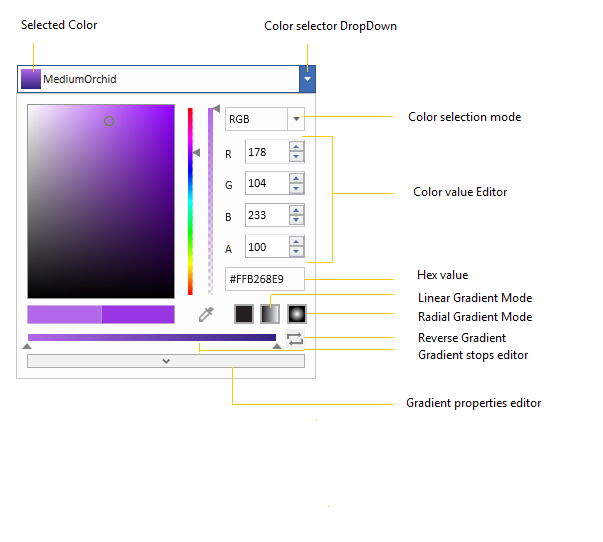 Selected Color
Color selector DropDown
MediumOrchid
RGB
Color selection mode
R 178
G 104
Color value Editor
B 233
A 100
#FFB268E9
Hex value
Linear Gradient Mode
Radial Gradient Mode
Reverse Gradient
Gradient stops editor
Gradient properties editor